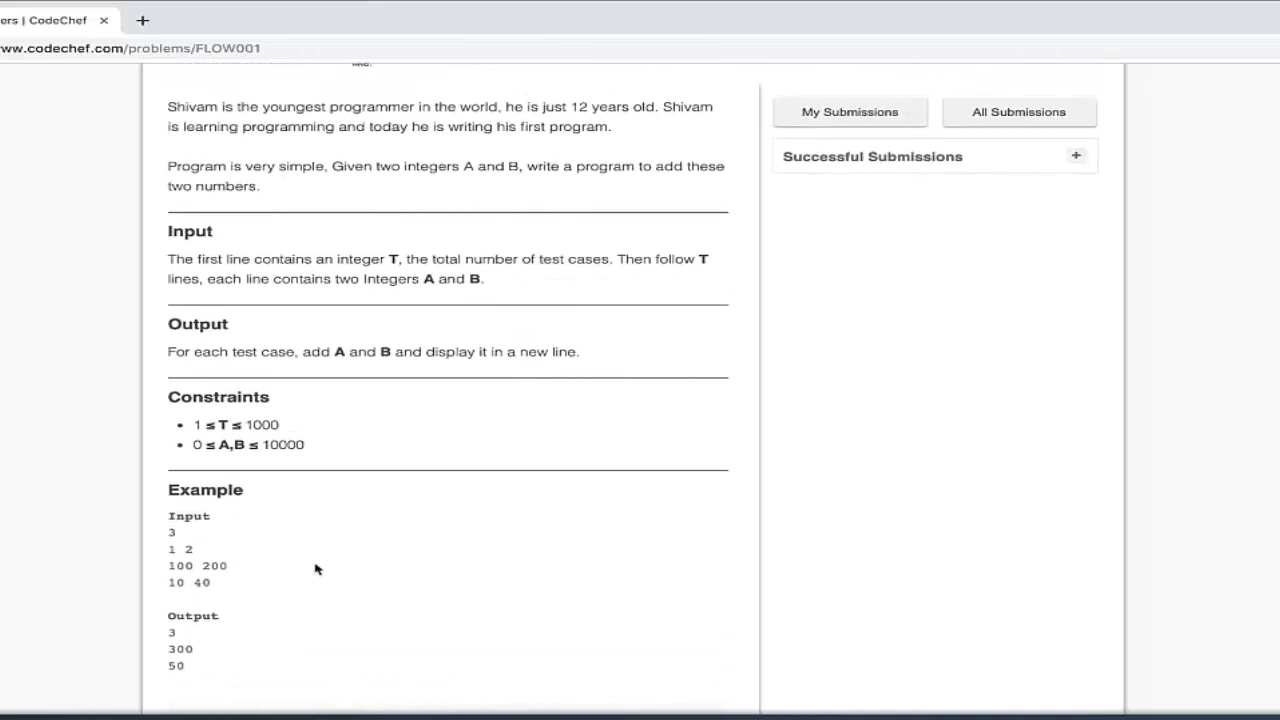 ers | CodeChef
ww.codechef.com/problems/FLOW001
like.
Shivam is the youngest programmer in the world, he is just 12 years old. Shivam
is learning programming and today he is writing his first program.
Program is very simple, Given two integers A and B, write a program to add these
two numbers.
Input
The first line contains an integer T, the total number of test cases. Then follow T
lines, each line contains two Integers A and B.
Output
For each test case, add A and B and display it in a new line.
Constraints
• 1 ≤ T ≤ 1000
• 0 ≤ A,B ≤ 10000
Example
Input
3
1 2
100 200
10 40
Output
3
300
50
My Submissions
All Submissions
Successful Submissions